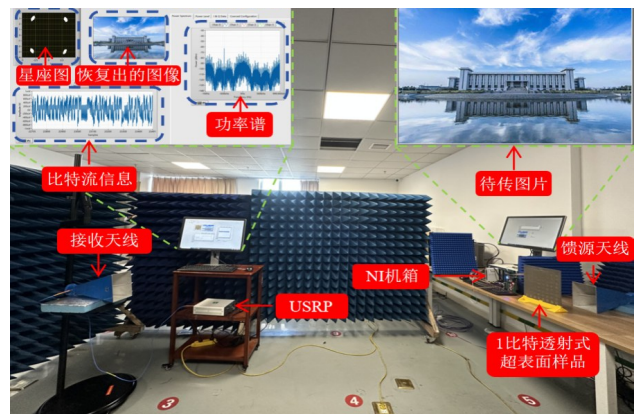 星座图
恢复出的图像
功率谱
比特流信息
待传图片
接收天线
NI机箱
馈源天线
USRP
1比特透射式
超表面样品
3
4
5